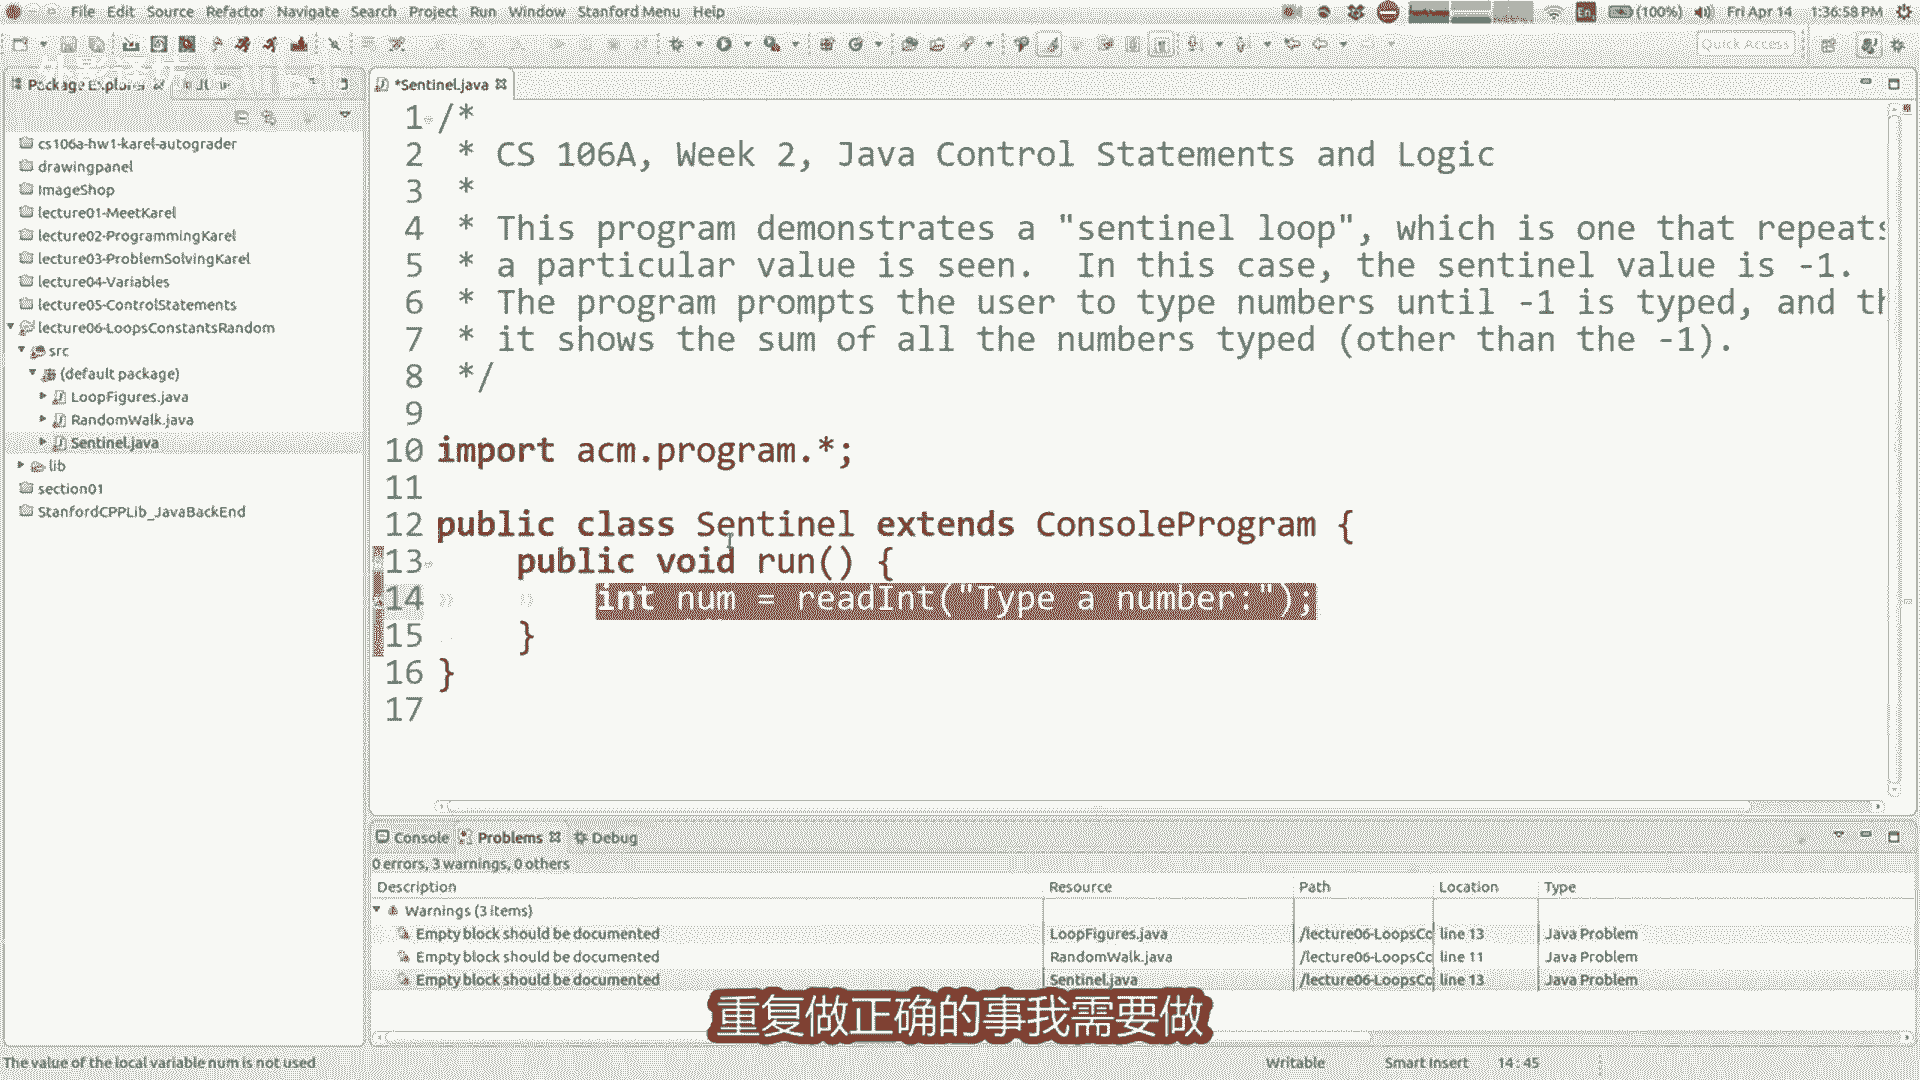 File Edit Source Refactor Navigate Search Project Run Window Stanford Menu Help
(100%) Fri Apr 14 1:36:58 PM
Quick Access
Package Explorer
*Sentinel.java
cs106a-hw1-karel-autograder
drawingpanel
ImageShop
lecture01-MeetKarel
lecture02-ProgrammingKarel
lecture03-ProblemSolvingKarel
lecture04-Variables
lecture05-ControlStatements
lecture06-LoopsConstantsRandom
src
(default package)
LoopFigures.java
RandomWalk.java
Sentinel.java
lib
section01
StanfordCPPLib_JavaBackEnd
1 /*
2 * CS 106A, Week 2, Java Control Statements and Logic
3 *
4 * This program demonstrates a "sentinel loop", which is one that repeats
5 * a particular value is seen. In this case, the sentinel value is -1.
6 * The program prompts the user to type numbers until -1 is typed, and th
7 * it shows the sum of all the numbers typed (other than the -1).
8 */
9
10 import acm.program.*;
11
12 public class Sentinel extends ConsoleProgram {
13 public void run() {
14 int num = readInt("Type a number:");
15 }
16 }
17
Console Problems Debug
0 errors, 3 warnings, 0 others
Description Resource Path Location Type
Warnings (3 items)
Empty block should be documented LoopFigures.java /lecture06-LoopsCo line 13 Java Problem
Empty block should be documented RandomWalk.java /lecture06-LoopsCo line 11 Java Problem
Empty block should be documented Sentinel.java /lecture06-LoopsCo line 13 Java Problem
重复做正确的事我需要做
The value of the local variable num is not used Writable Smart Insert 14:45